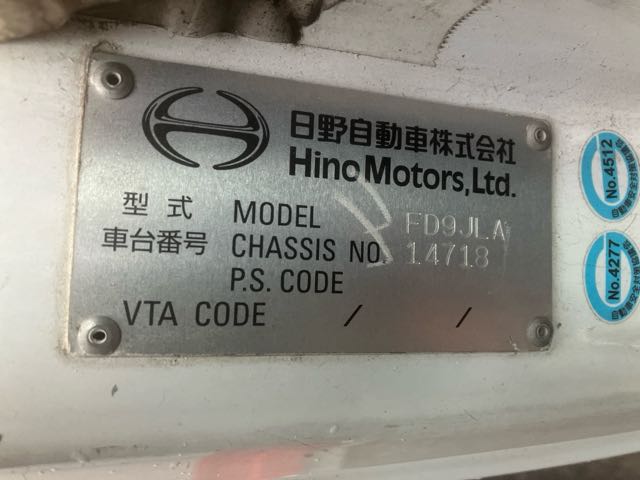 日野自動車株式会社
Hino Motors, Ltd.
型式 MODEL FD9JLA
車台番号 CHASSIS NO. 14718
P.S. CODE
VTA CODE / /
No.4512
No.4277